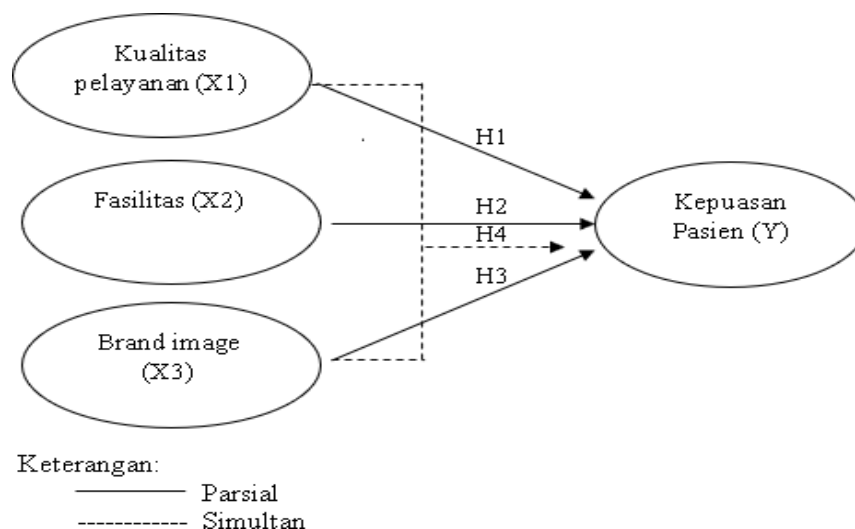 Kualitas
pelayanan (X1)
H1
Fasilitas (X2)
H2
Kepuasan
Pasien (Y)
H4
H3
Brand image
(X3)
Keterangan:
Parsial
Simultan